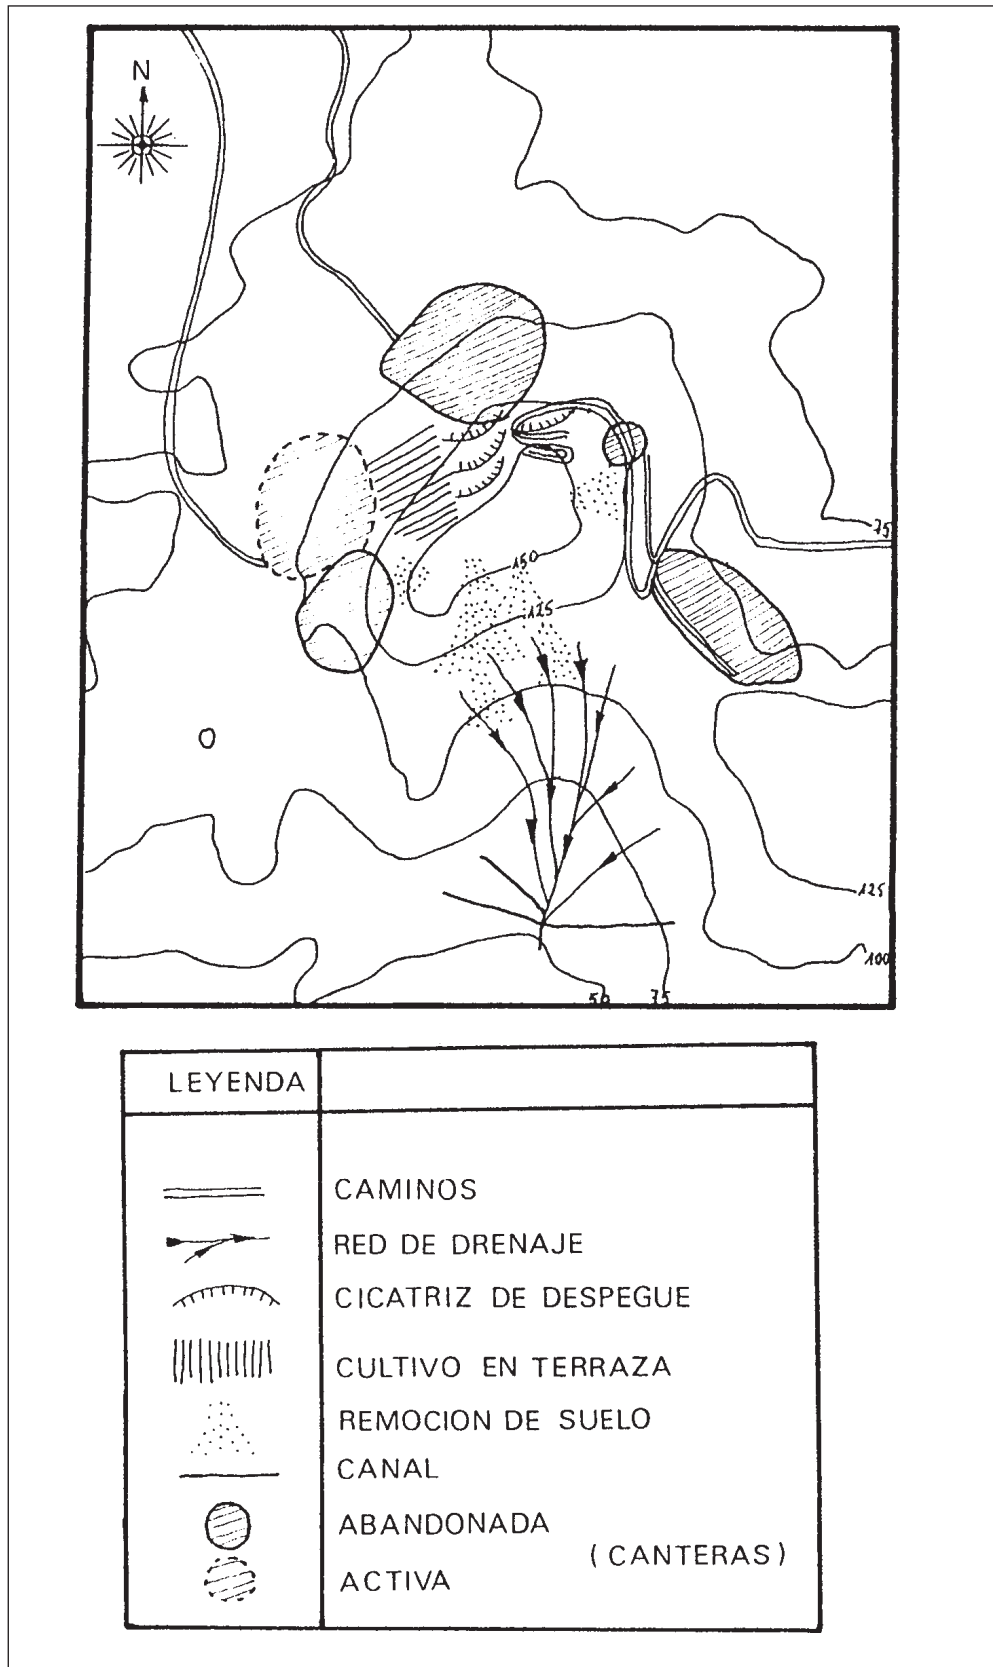 N
150
125
75
125
100
50 75
LEYENDA
CAMINOS
RED DE DRENAJE
CICATRIZ DE DESPEGUE
CULTIVO EN TERRAZA
REMOCION DE SUELO
CANAL
ABANDONADA
(CANTERAS)
ACTIVA